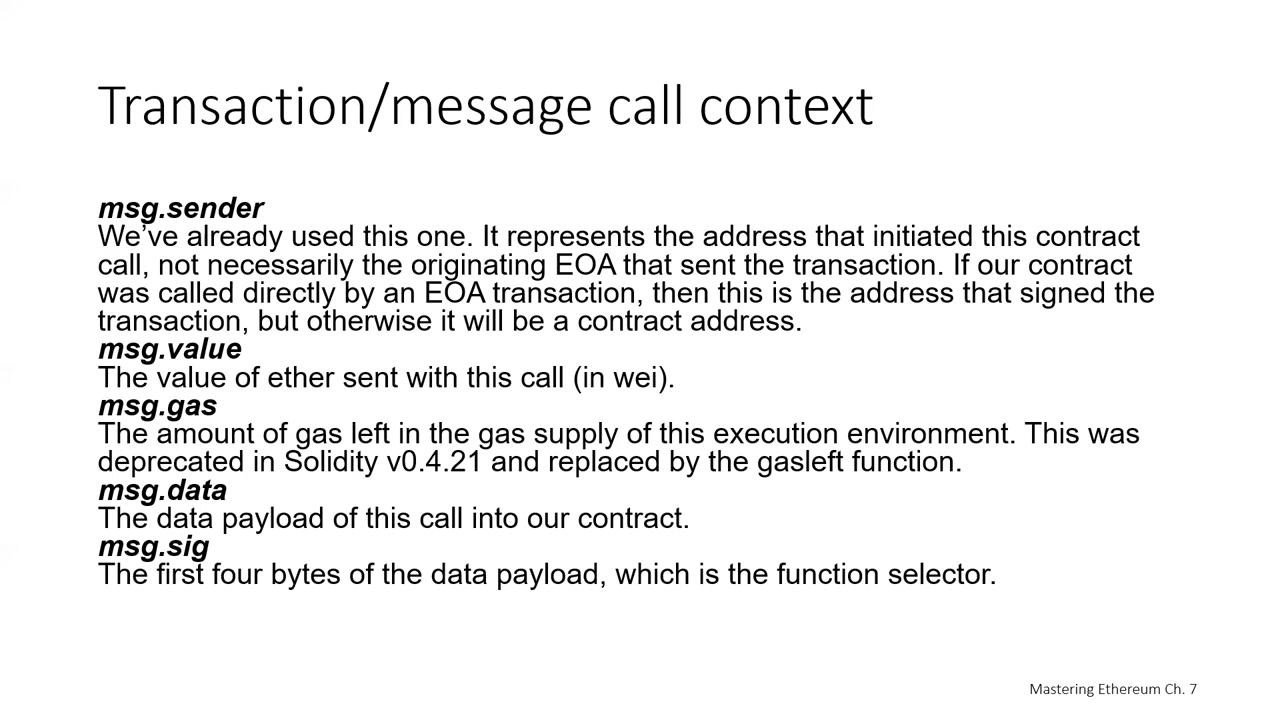 Transaction/message call context
msg.sender
We’ve already used this one. It represents the address that initiated this contract
call, not necessarily the originating EOA that sent the transaction. If our contract
was called directly by an EOA transaction, then this is the address that signed the
transaction, but otherwise it will be a contract address.
msg.value
The value of ether sent with this call (in wei).
msg.gas
The amount of gas left in the gas supply of this execution environment. This was
deprecated in Solidity v0.4.21 and replaced by the gasleft function.
msg.data
The data payload of this call into our contract.
msg.sig
The first four bytes of the data payload, which is the function selector.
Mastering Ethereum Ch. 7